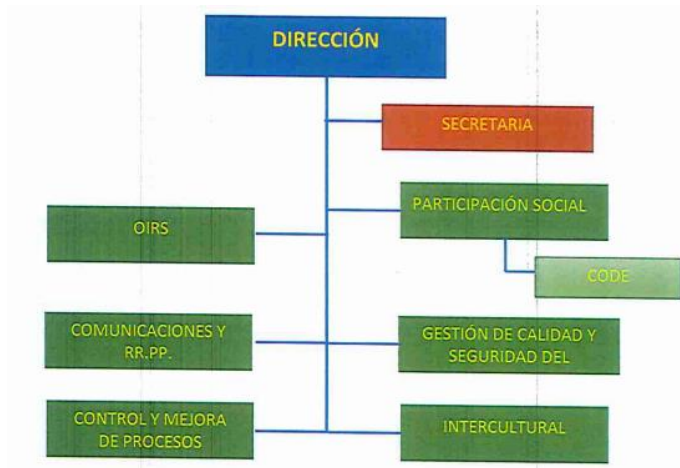 DIRECCIÓN
SECRETARIA
PARTICIPACIÓN SOCIAL
OIRS
CODE
COMUNICACIONES Y
RR.PP.
GESTIÓN DE CALIDAD Y
SEGURIDAD DEL
CONTROL Y MEJORA
DE PROCESOS
INTERCULTURAL